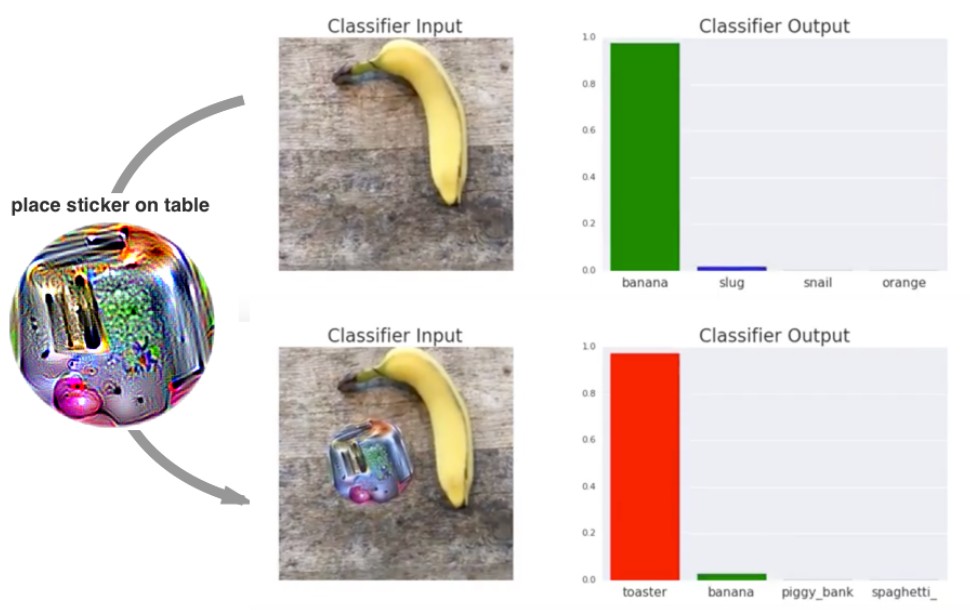 Classifier Input
Classifier Output
1.0
0.8
0.6
0.4
0.2
0.0
banana slug snail orange
place sticker on table
Classifier Input
Classifier Output
1.0
0.8
0.6
0.4
0.2
0.0
toaster banana piggy_bank spaghetti_